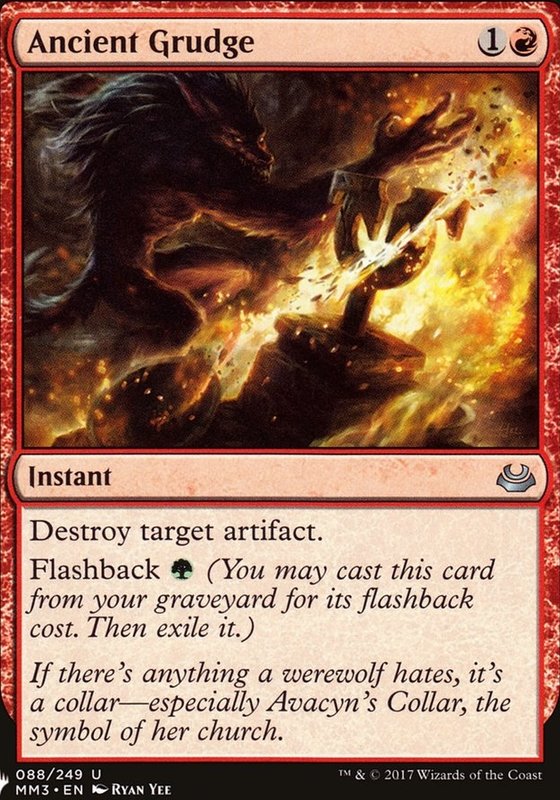 Ancient Grudge 1
Instant
Destroy target artifact.
Flashback (You may cast this card
from your graveyard for its flashback
cost. Then exile it.)
If there's anything a werewolf hates, it's
a collar—especially Avacyn's Collar, the
symbol of her church.
088/249 U
MM3 • EN RYAN YEE
™ & © 2017 Wizards of the Coast